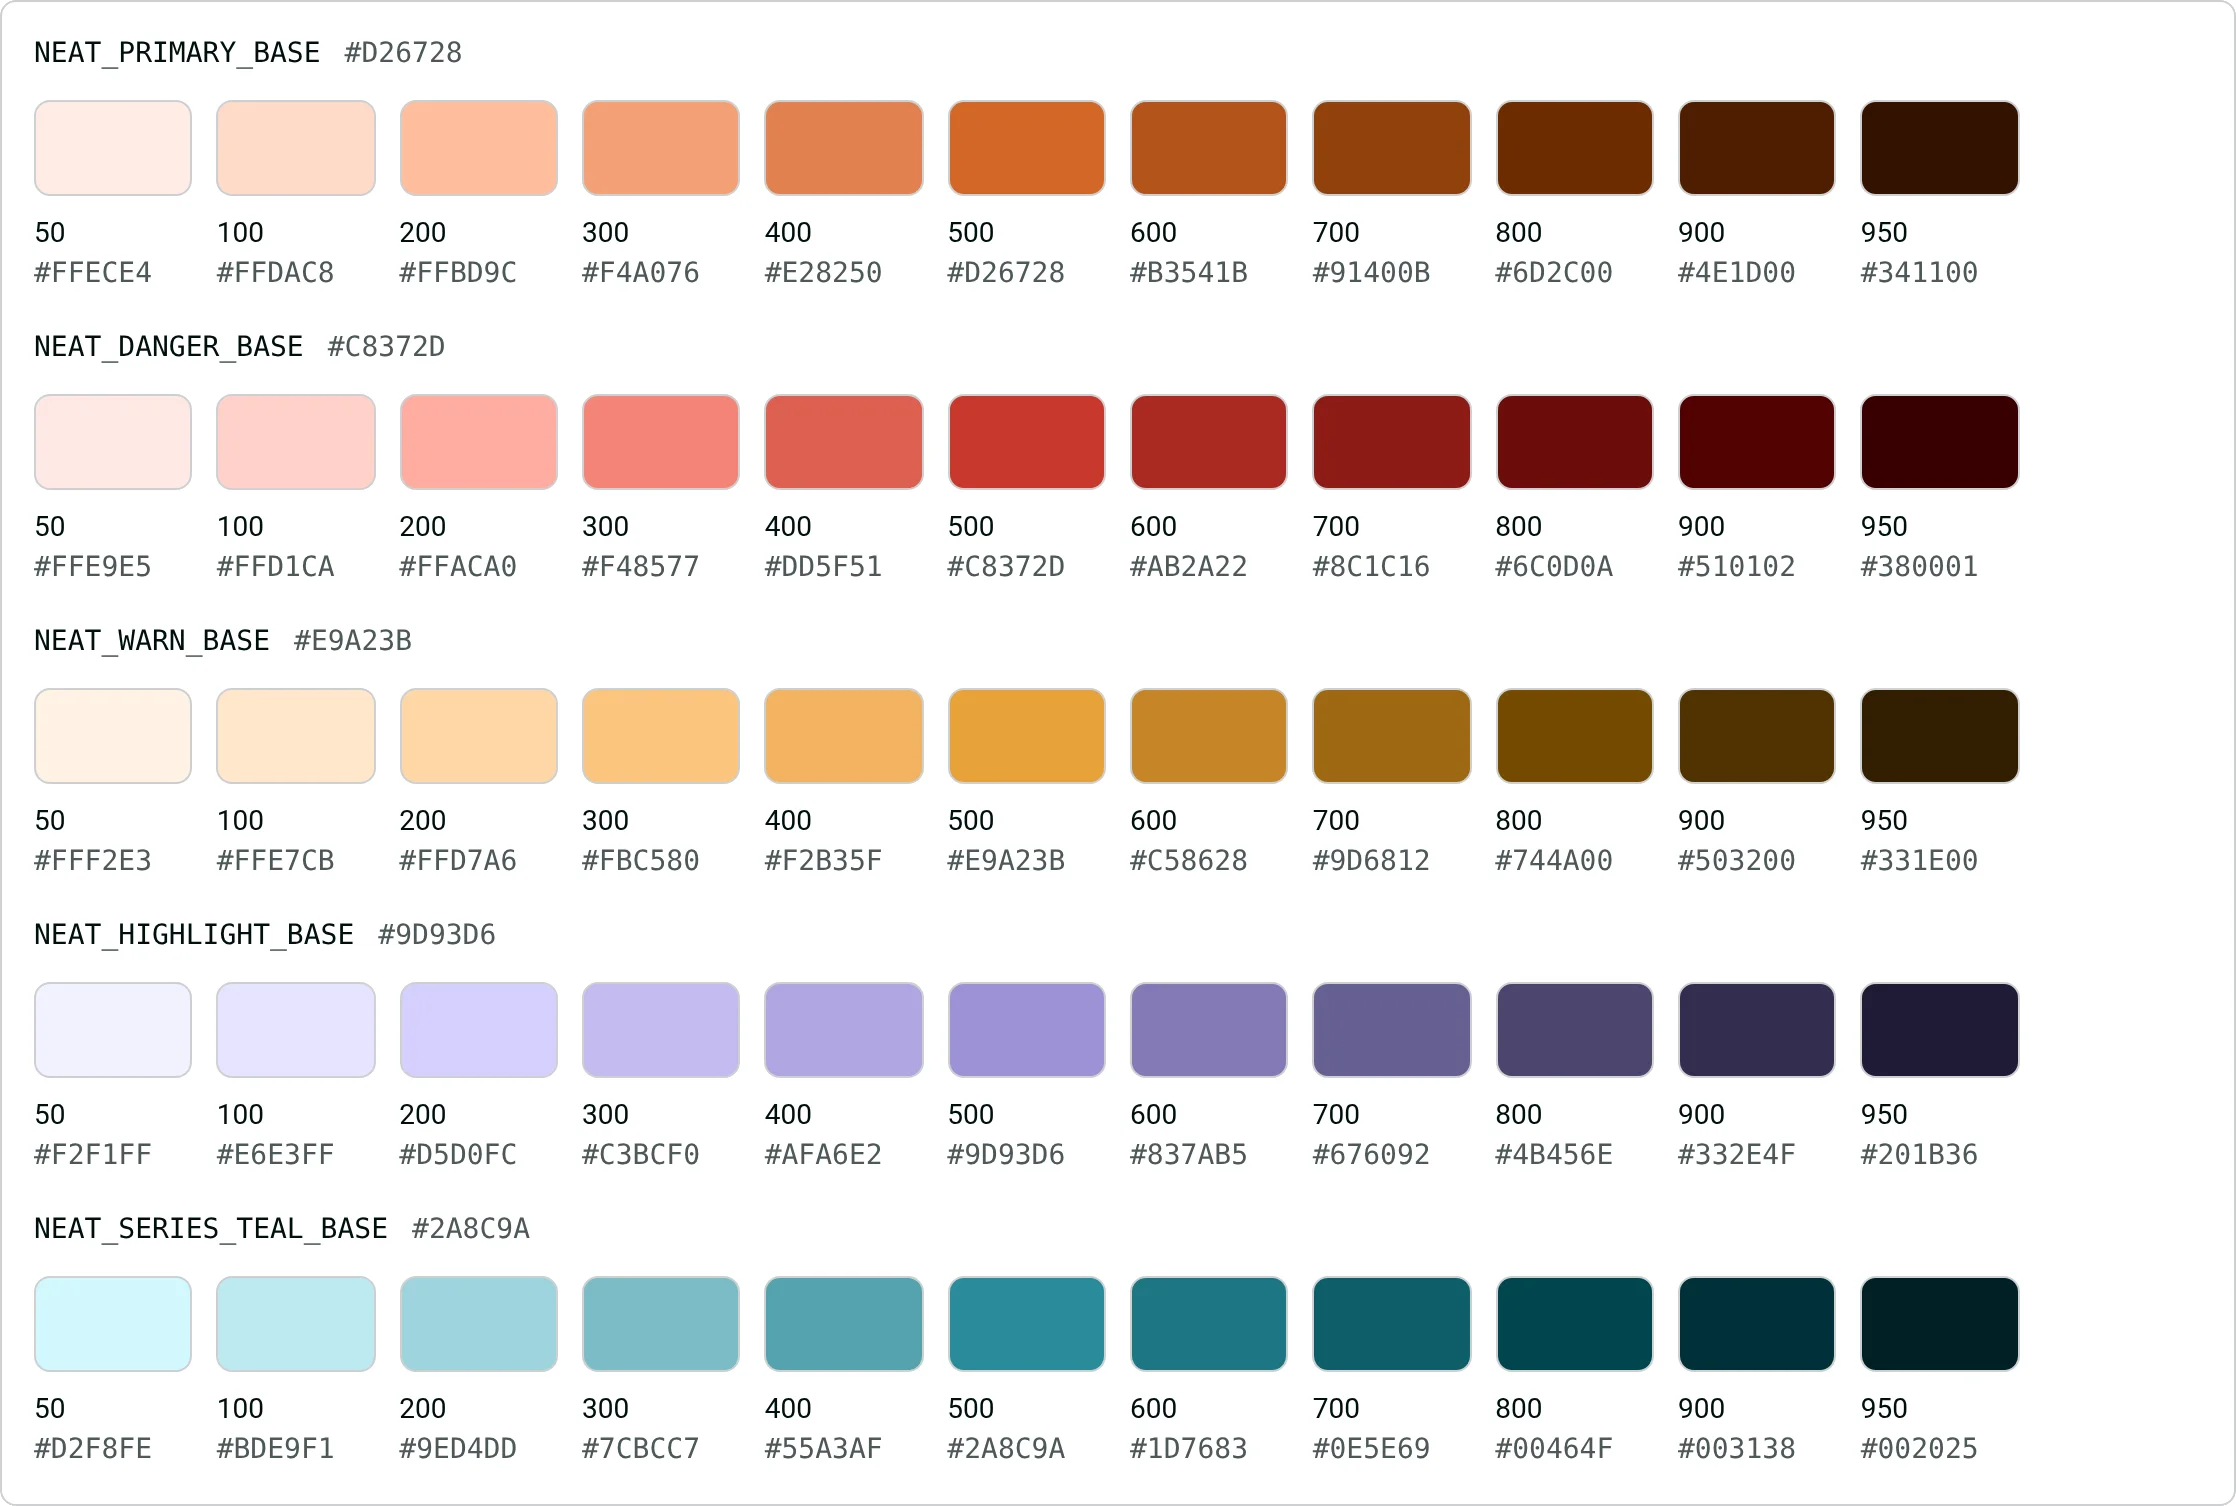 NEAT_PRIMARY_BASE #D26728
50 100 200 300 400 500 600 700 800 900 950
#FFECE4 #FFDAC8 #FFBD9C #F4A076 #E28250 #D26728 #B3541B #91400B #6D2C00 #4E1D00 #341100
NEAT_DANGER_BASE #C8372D
50 100 200 300 400 500 600 700 800 900 950
#FFE9E5 #FFD1CA #FFACA0 #F48577 #DD5F51 #C8372D #AB2A22 #8C1C16 #6C0D0A #510102 #380001
NEAT_WARN_BASE #E9A23B
50 100 200 300 400 500 600 700 800 900 950
#FFF2E3 #FFE7CB #FFD7A6 #FBC580 #F2B35F #E9A23B #C58628 #9D6812 #744A00 #503200 #331E00
NEAT_HIGHLIGHT_BASE #9D93D6
50 100 200 300 400 500 600 700 800 900 950
#F2F1FF #E6E3FF #D5D0FC #C3BCF0 #AFA6E2 #9D93D6 #837AB5 #676092 #4B456E #332E4F #201B36
NEAT_SERIES_TEAL_BASE #2A8C9A
50 100 200 300 400 500 600 700 800 900 950
#D2F8FE #BDE9F1 #9ED4DD #7CBCC7 #55A3AF #2A8C9A #1D7683 #0E5E69 #00464F #003138 #002025